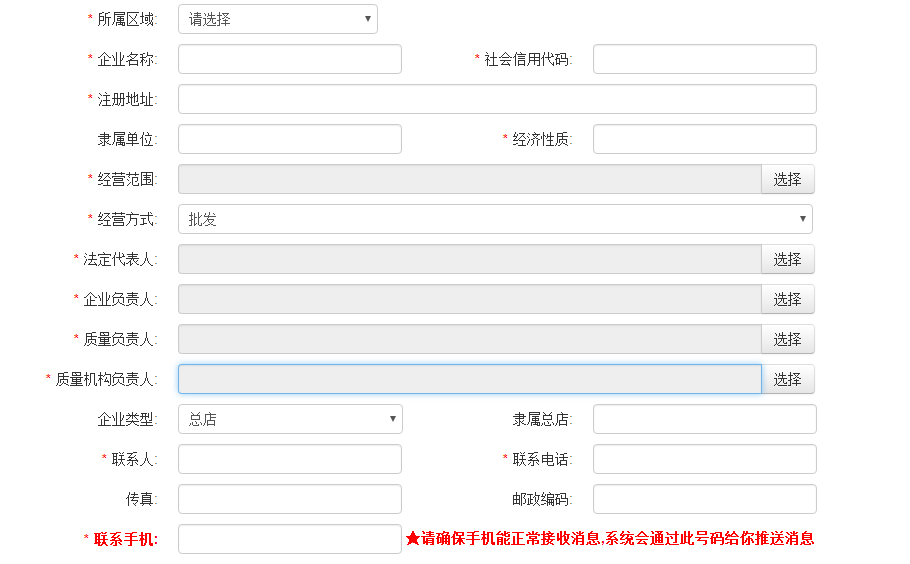 * 所属区域: 请选择
* 企业名称: * 社会信用代码:
* 注册地址:
隶属单位: * 经济性质:
* 经营范围: 选择
* 经营方式: 批发
* 法定代表人: 选择
* 企业负责人: 选择
* 质量负责人: 选择
* 质量机构负责人: 选择
企业类型: 总店 隶属总店:
* 联系人: * 联系电话:
传真: 邮政编码:
* 联系手机: ★请确保手机能正常接收消息,系统会通过此号码给你推送消息